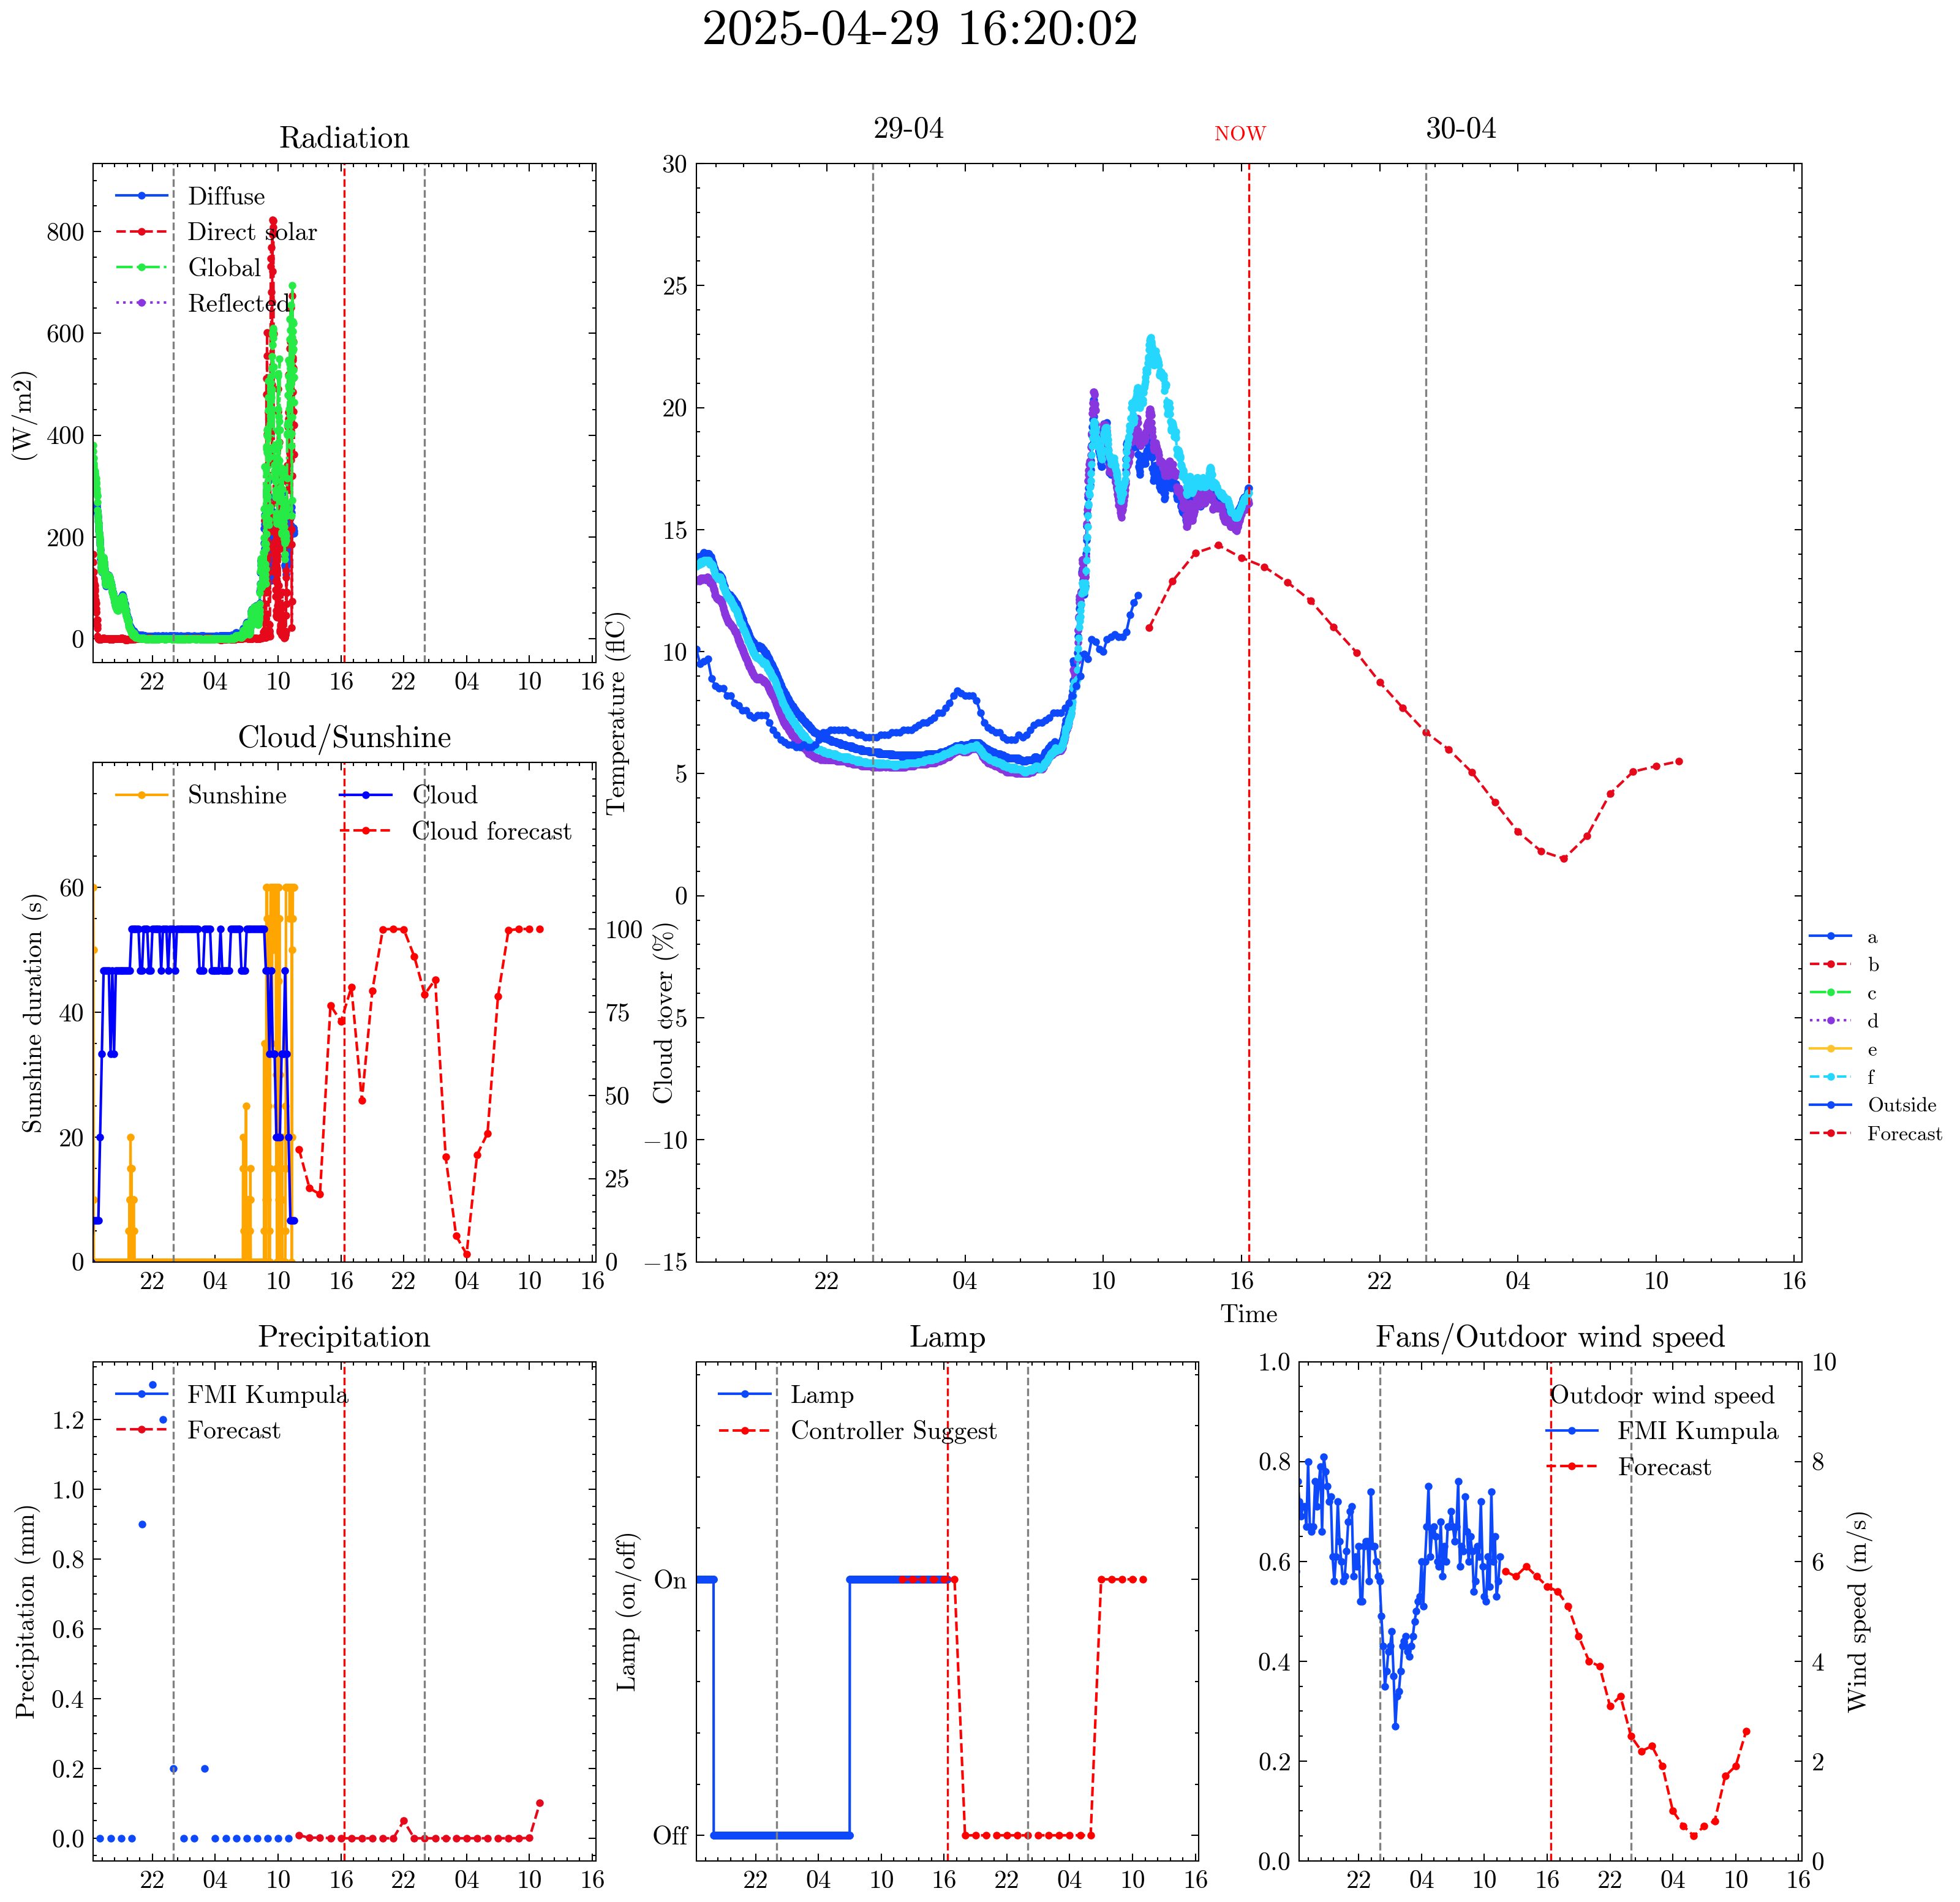 2025-04-29 16:20:02
Radiation
29-04
NOW
30-04
Diffuse
Direct solar
Global
Reflected
(W/m2)
800
600
400
200
0
22 04 10 16 22 04 10 16
Cloud/Sunshine
Sunshine
Cloud
Cloud forecast
Sunshine duration (s)
60
40
20
0
100
75
50
25
0
Cloud cover (%)
22 04 10 16 22 04 10 16
Temperature (flC)
30
25
20
15
10
5
0
−5
−10
−15
22 04 10 16 22 04 10 16
Time
a
b
c
d
e
f
Outside
Forecast
Precipitation
FMI Kumpula
Forecast
Precipitation (mm)
1.2
1.0
0.8
0.6
0.4
0.2
0.0
22 04 10 16 22 04 10 16
Lamp
Lamp
Controller Suggest
Lamp (on/off)
On
Off
22 04 10 16 22 04 10 16
Fans/Outdoor wind speed
Outdoor wind speed
FMI Kumpula
Forecast
1.0
0.8
0.6
0.4
0.2
0.0
10
8
6
4
2
0
Wind speed (m/s)
22 04 10 16 22 04 10 16